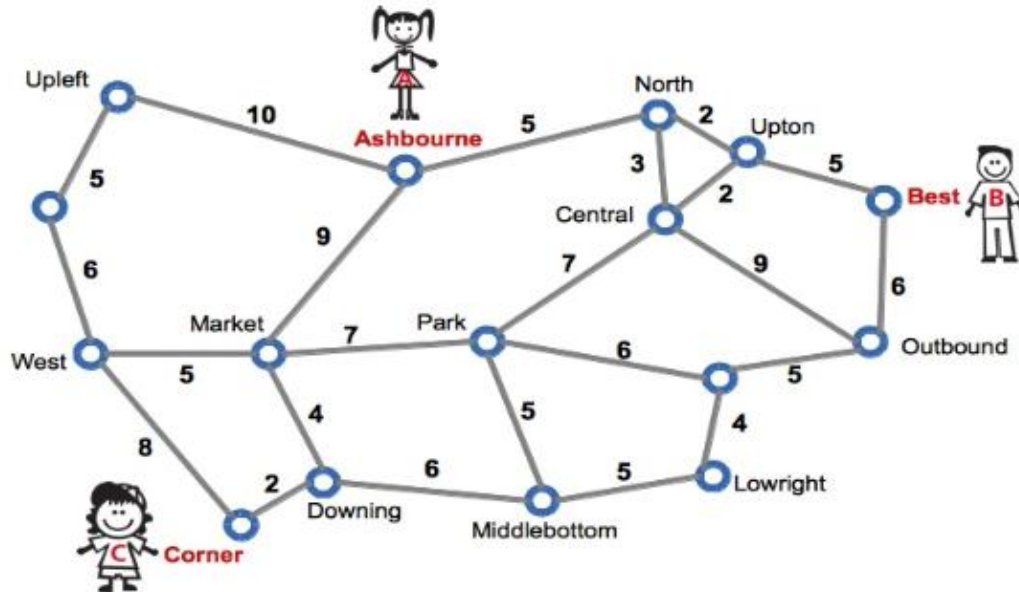 Upleft
10
A
Ashbourne
5
North
2
Upton
5
3
2
Central
5
Best
B
9
7
9
6
6
Market
7
Park
6
Outbound
West
5
5
4
5
4
8
2
6
5
Lowright
Downing
Middlebottom
C
Corner